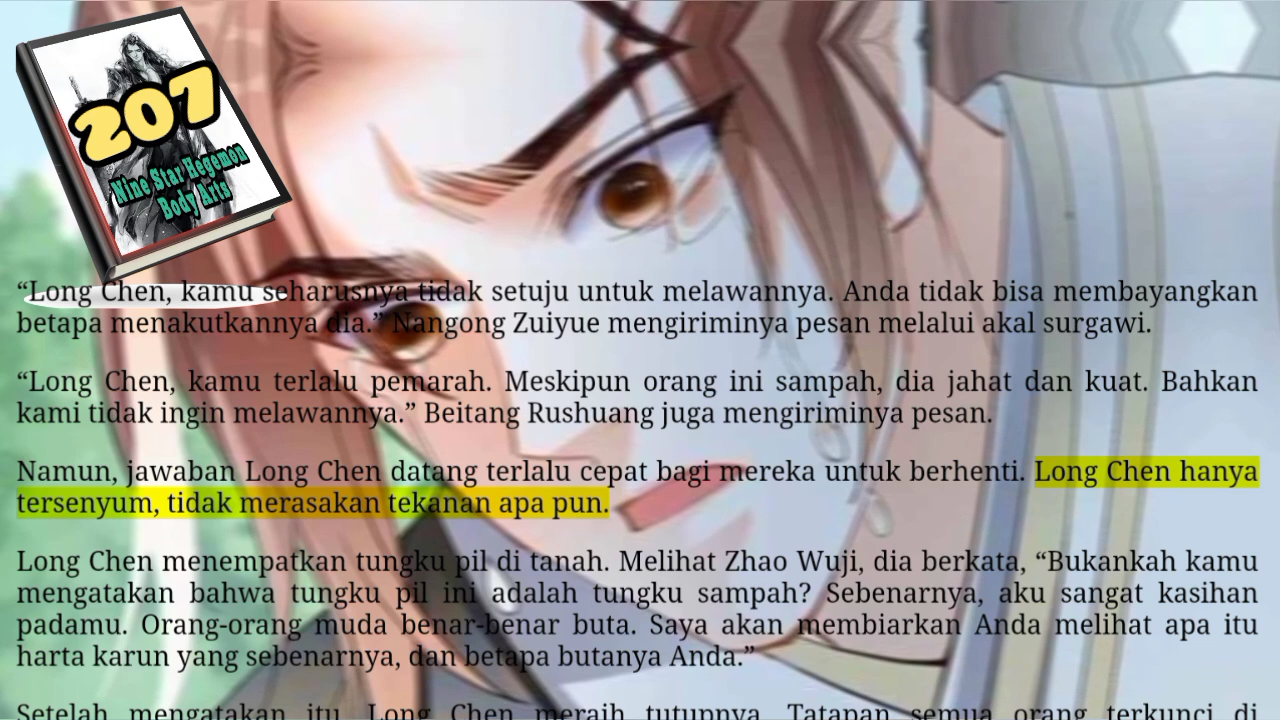 207
Nine Star Hegemon
Body Arts
“Long Chen, kamu seharusnya tidak setuju untuk melawannya. Anda tidak bisa membayangkan
betapa menakutkannya dia.” Nangong Zuiyue mengiriminya pesan melalui akal surgawi.
“Long Chen, kamu terlalu pemarah. Meskipun orang ini sampah, dia jahat dan kuat. Bahkan
kami tidak ingin melawannya.” Beitang Rushuang juga mengiriminya pesan.
Namun, jawaban Long Chen datang terlalu cepat bagi mereka untuk berhenti. Long Chen hanya
tersenyum, tidak merasakan tekanan apa pun.
Long Chen menempatkan tungku pil di tanah. Melihat Zhao Wuji, dia berkata, “Bukankah kamu
mengatakan bahwa tungku pil ini adalah tungku sampah? Sebenarnya, aku sangat kasihan
padamu. Orang-orang muda benar-benar buta. Saya akan membiarkan Anda melihat apa itu
harta karun yang sebenarnya, dan betapa butanya Anda.”
Setelah mengatakan itu, Long Chen meraih tutupnya. Tatapan semua orang terkunci di